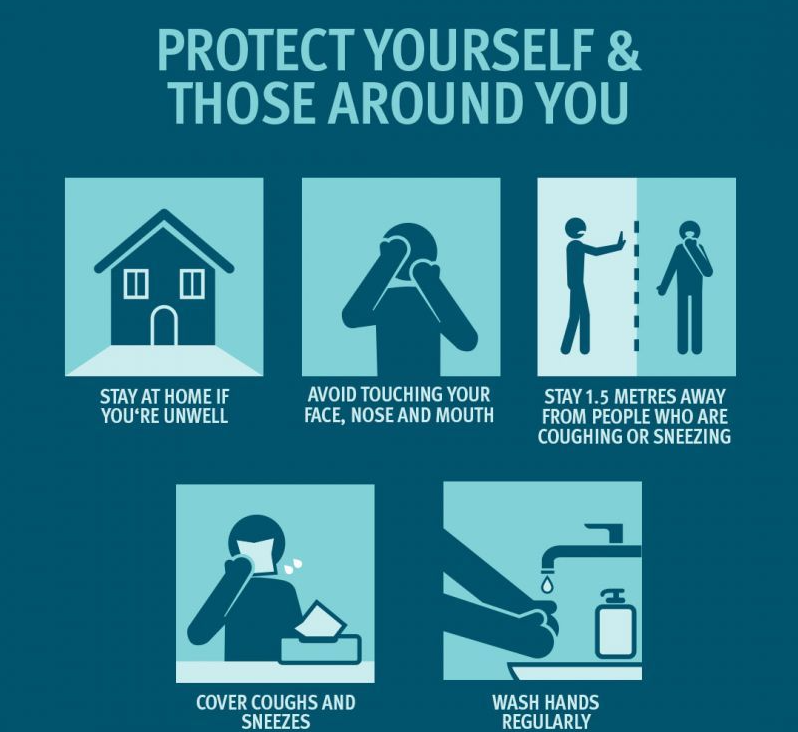 PROTECT YOURSELF &
THOSE AROUND YOU
STAY AT HOME IF
YOU‘RE UNWELL
AVOID TOUCHING YOUR
FACE, NOSE AND MOUTH
STAY 1.5 METRES AWAY
FROM PEOPLE WHO ARE
COUGHING OR SNEEZING
COVER COUGHS AND
SNEEZES
WASH HANDS
REGULARLY